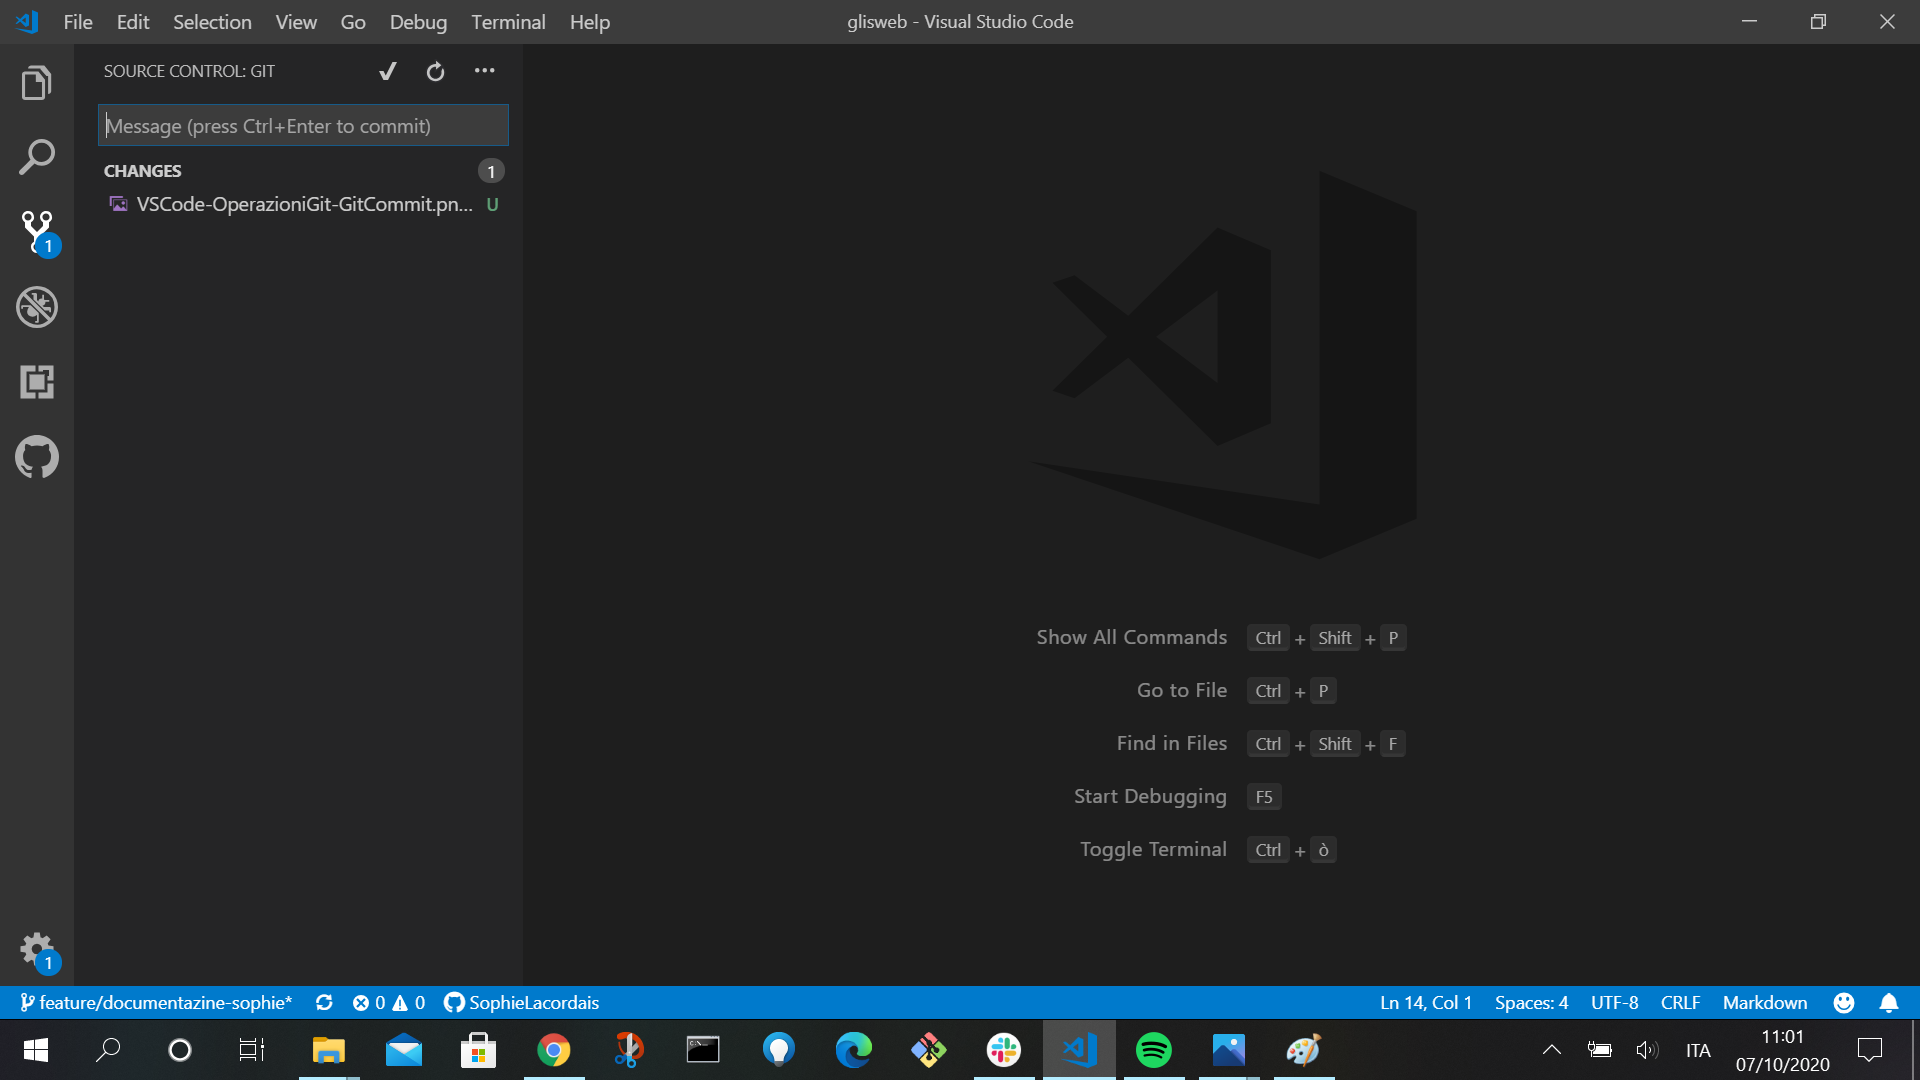 File Edit Selection View Go Debug Terminal Help
glisweb - Visual Studio Code
SOURCE CONTROL: GIT
Message (press Ctrl+Enter to commit)
CHANGES 1
VSCode-OperazioniGit-GitCommit.pn... U
1
Show All Commands Ctrl + Shift + P
Go to File Ctrl + P
Find in Files Ctrl + Shift + F
Start Debugging F5
Toggle Terminal Ctrl + ò
1
feature/documentazine-sophie* 0 0 SophieLacordais
Ln 14, Col 1 Spaces: 4 UTF-8 CRLF Markdown
ITA
11:01
07/10/2020